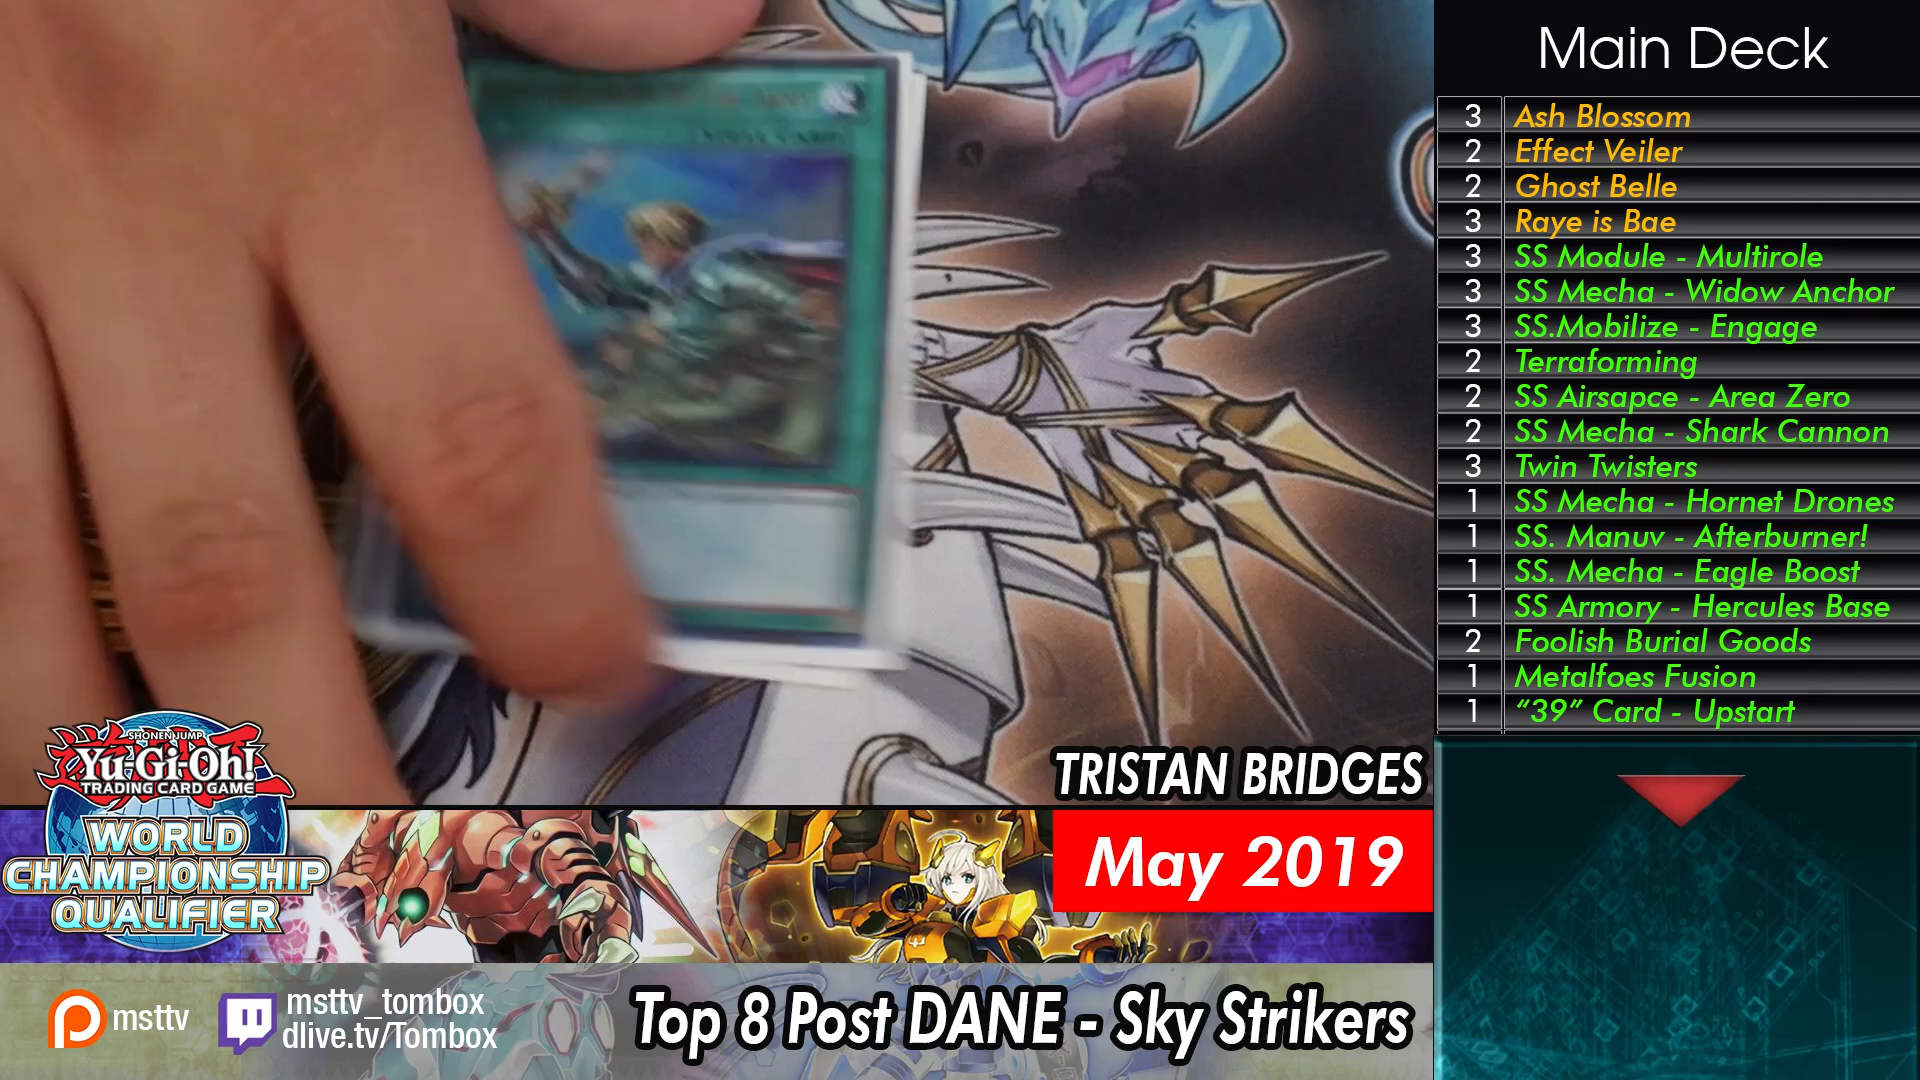 Main Deck
3 Ash Blossom
2 Effect Veiler
2 Ghost Belle
3 Raye is Bae
3 SS Module - Multirole
3 SS Mecha - Widow Anchor
3 SS.Mobilize - Engage
2 Terraforming
2 SS Airsapce - Area Zero
2 SS Mecha - Shark Cannon
3 Twin Twisters
1 SS Mecha - Hornet Drones
1 SS. Manuv - Afterburner!
1 SS. Mecha - Eagle Boost
1 SS Armory - Hercules Base
2 Foolish Burial Goods
1 Metalfoes Fusion
1 “39” Card - Upstart
TRISTAN BRIDGES
May 2019
SHONEN JUMP
Yu-Gi-Oh!
TRADING CARD GAME
WORLD
CHAMPIONSHIP
QUALIFIER
msttv
msttv_tombox
dlive.tv/Tombox
Top 8 Post DANE - Sky Strikers